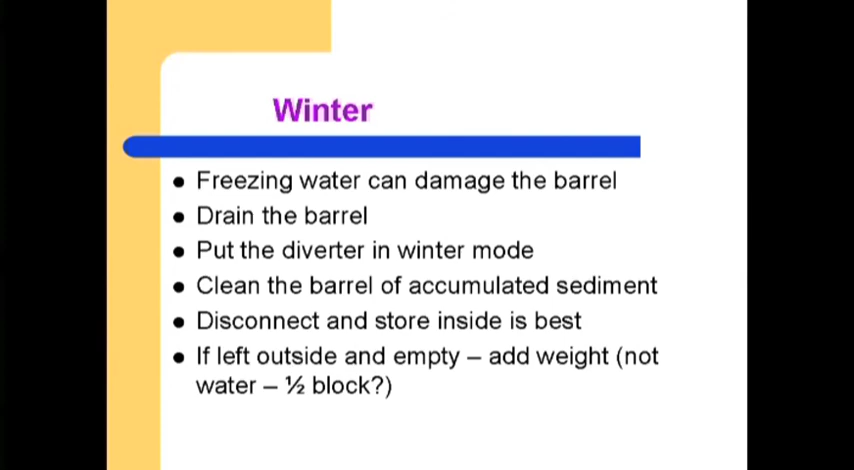 Winter
● Freezing water can damage the barrel
● Drain the barrel
● Put the diverter in winter mode
● Clean the barrel of accumulated sediment
● Disconnect and store inside is best
● If left outside and empty – add weight (not
water – ½ block?)